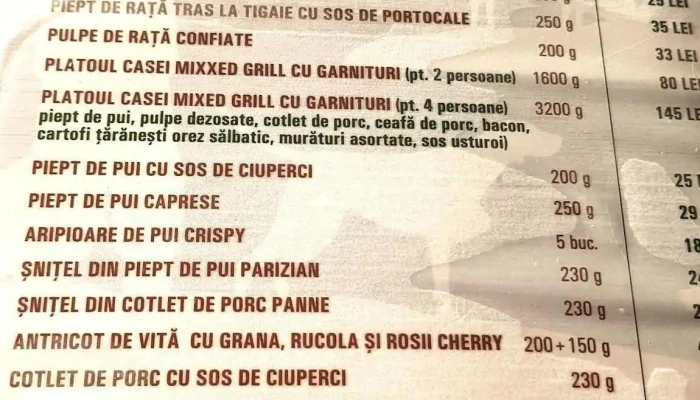 PIEPT DE RAȚĂ TRAS LA TIGAIE CU SOS DE PORTOCALE 250 g 35 LEI
PULPE DE RAȚĂ CONFIATE 200 g 33 LEI
PLATOUL CASEI MIXXED GRILL CU GARNITURI (pt. 2 persoane) 1600 g 80 LEI
PLATOUL CASEI MIXED GRILL CU GARNITURI (pt. 4 persoane) 3200 g 145 LE
piept de pui, pulpe dezosate, cotlet de porc, ceafă de porc, bacon,
cartofi țărănești orez sălbatic, murături asortate, sos usturoi)
PIEPT DE PUI CU SOS DE CIUPERCI 200 g 25
PIEPT DE PUI CAPRESE 250 g 29
ARIPIOARE DE PUI CRISPY 5 buc. 18
ȘNIȚEL DIN PIEPT DE PUI PARIZIAN 230 g
ȘNIȚEL DIN COTLET DE PORC PANNE 230 g
ANTRICOT DE VITĂ CU GRANA, RUCOLA ȘI ROSII CHERRY 200+150 g
COTLET DE PORC CU SOS DE CIUPERCI 230 g